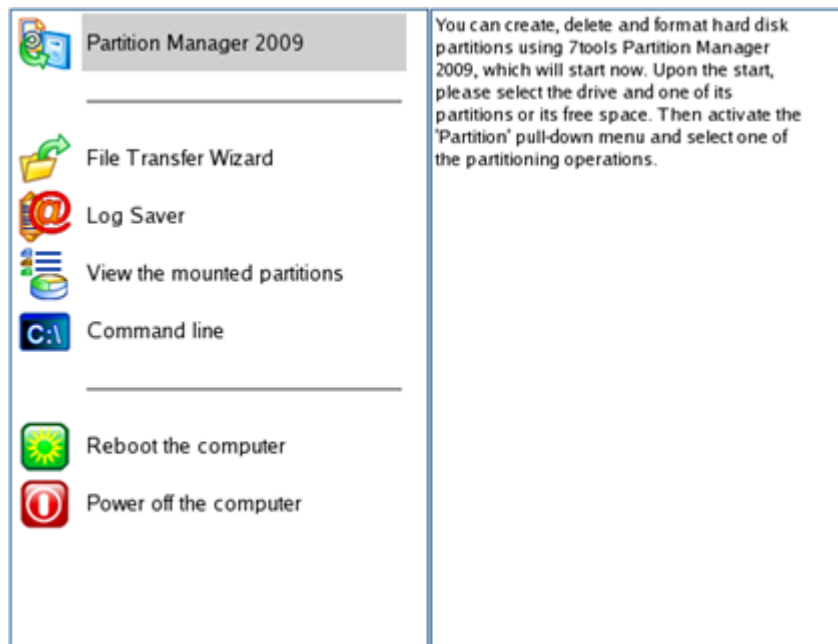 Partition Manager 2009
File Transfer Wizard
@
Log Saver
View the mounted partitions
C:\
Command line
Reboot the computer
Power off the computer
You can create, delete and format hard disk
partitions using 7tools Partition Manager
2009, which will start now. Upon the start,
please select the drive and one of its
partitions or its free space. Then activate the
"Partition" pull-down menu and select one of
the partitioning operations.